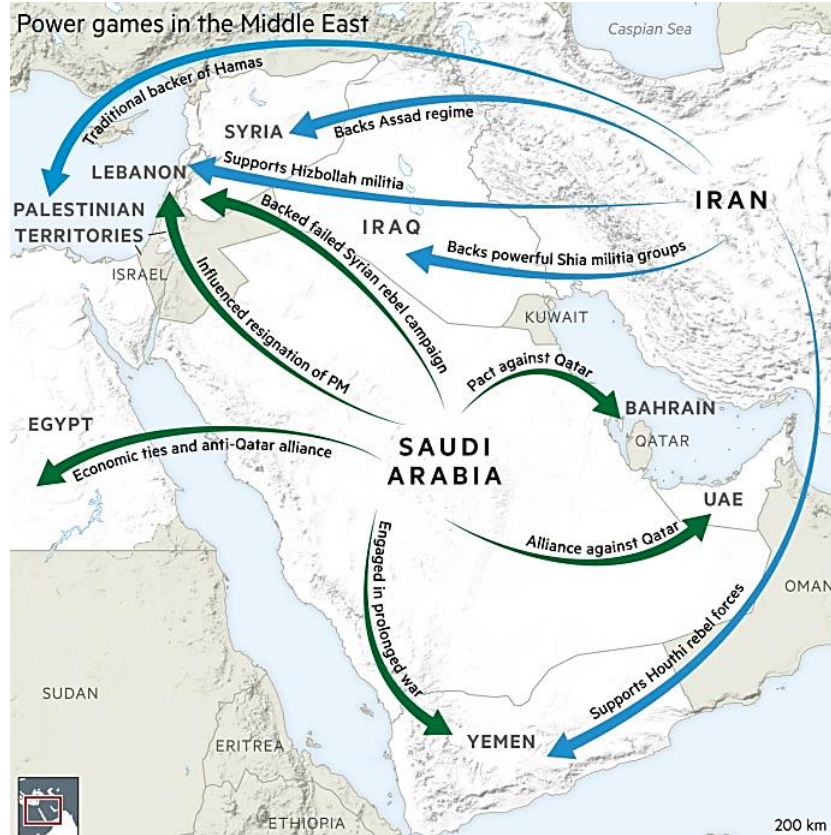 Power games in the Middle East
Caspian Sea
Traditional backer of Hamas
SYRIA
Backs Assad regime
LEBANON
Supports Hizbollah militia
IRAN
PALESTINIAN
TERRITORIES
Backed failed Syrian rebel campaign
IRAQ
Backs powerful Shia militia groups
ISRAEL
Influenced resignation of PM
KUWAIT
Pact against Qatar
EGYPT
BAHRAIN
Economic ties and anti-Qatar alliance
SAUDI
ARABIA
QATAR
UAE
Engaged in prolonged war
Alliance against Qatar
OMAN
Supports Houthi rebel forces
SUDAN
YEMEN
ERITREA
ETHIOPIA
200 km